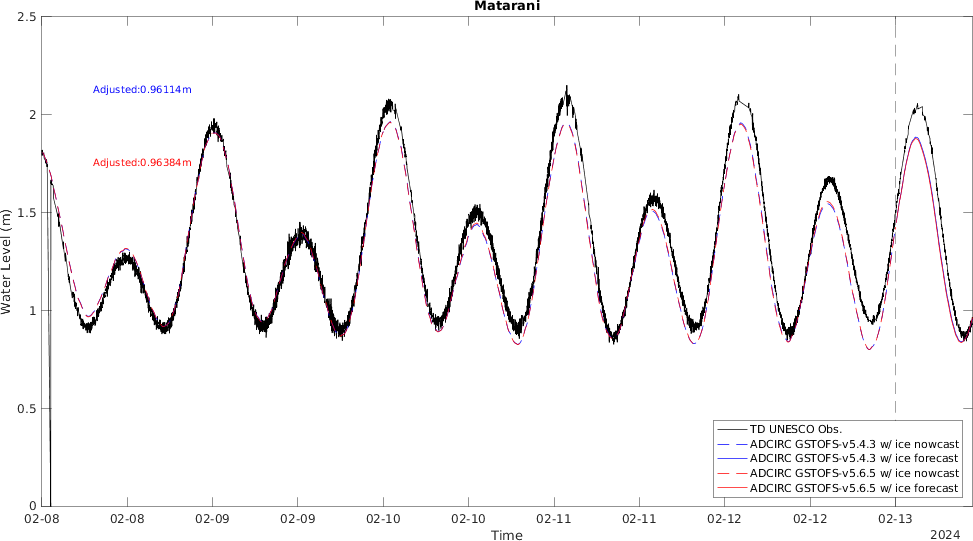 Matarani
2.5
2
1.5
1
0.5
0
Water Level (m)
Adjusted:0.96114m
Adjusted:0.96384m
TD UNESCO Obs.
ADCIRC GSTOFS-v5.4.3 w/ ice nowcast
ADCIRC GSTOFS-v5.4.3 w/ ice forecast
ADCIRC GSTOFS-v5.6.5 w/ ice nowcast
ADCIRC GSTOFS-v5.6.5 w/ ice forecast
02-08 02-08 02-09 02-09 02-10 02-10 02-11 02-11 02-12 02-12 02-13
Time
2024